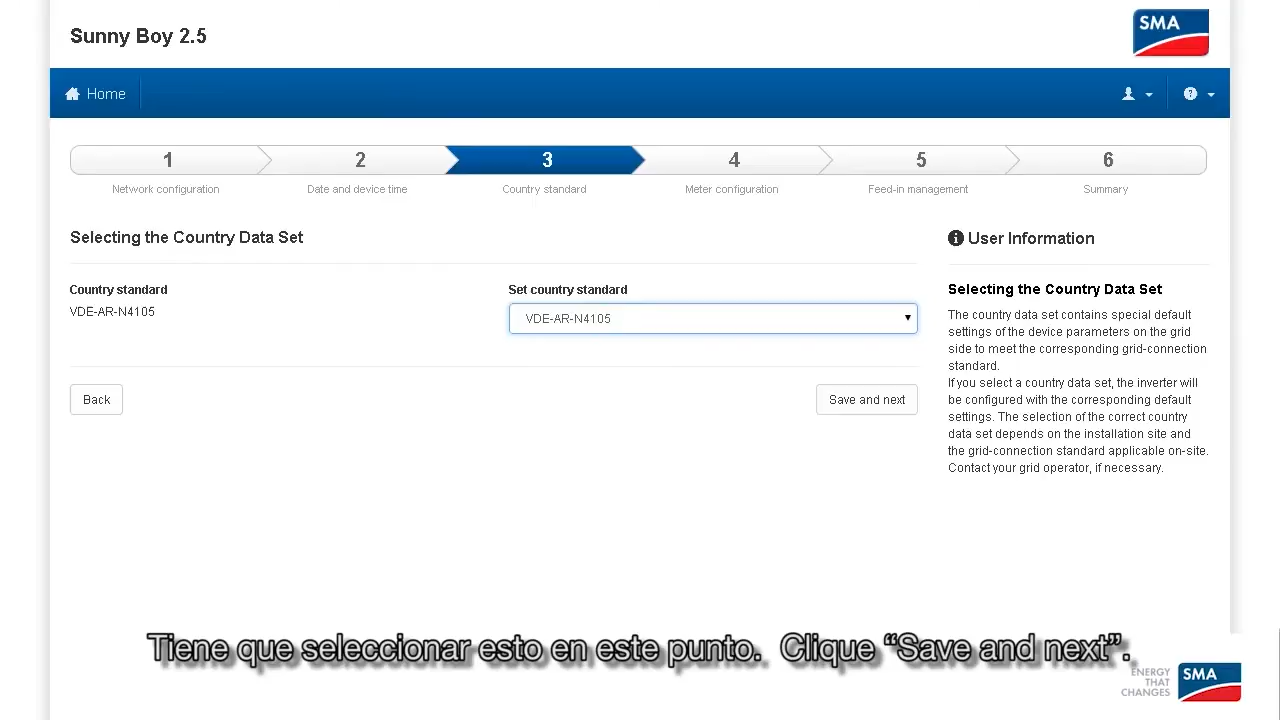 Sunny Boy 2.5
SMA
Home
1
2
3
4
5
6
Network configuration
Date and device time
Country standard
Meter configuration
Feed-in management
Summary
Selecting the Country Data Set
Country standard
VDE-AR-N4105
Set country standard
VDE-AR-N4105
Back
Save and next
User Information
Selecting the Country Data Set
The country data set contains special default
settings of the device parameters on the grid
side to meet the corresponding grid-connection
standard.
If you select a country data set, the inverter will
be configured with the corresponding default
settings. The selection of the correct country
data set depends on the installation site and
the grid-connection standard applicable on-site.
Contact your grid operator, if necessary.
Tiene que seleccionar esto en este punto. Clique “Save and next”.
ENERGY
THAT
CHANGES
SMA